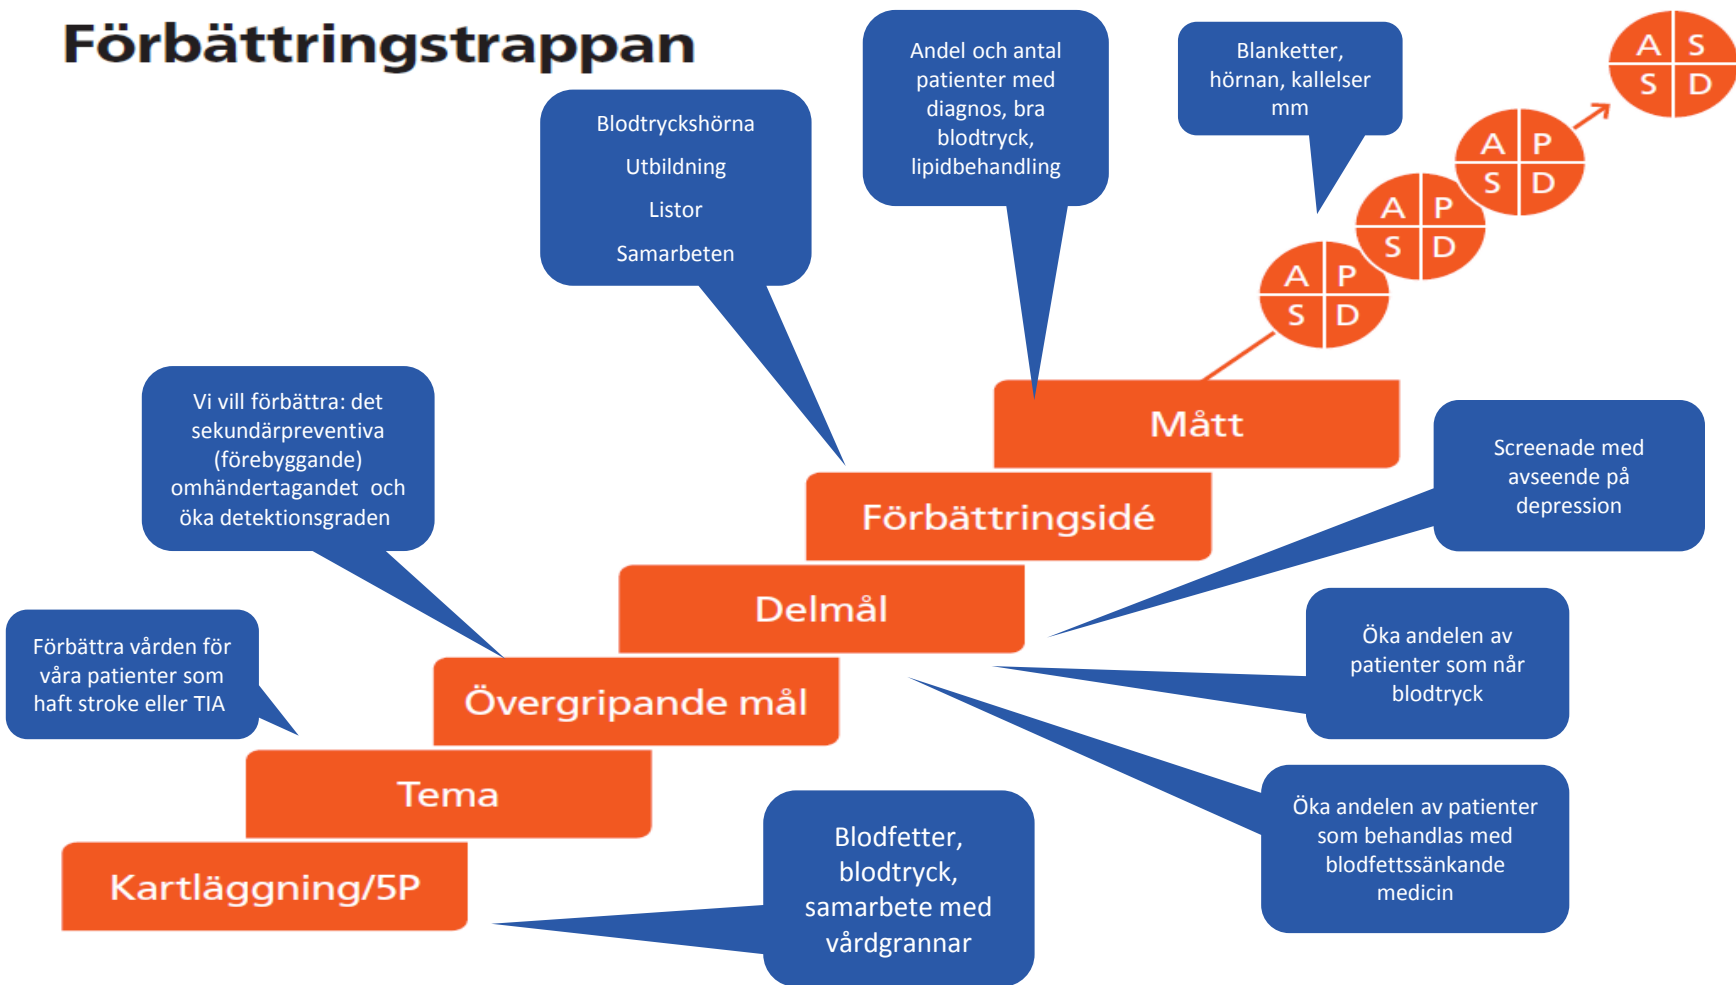 Förbättringstrappan
Blodtryckshörna
Utbildning
Listor
Samarbeten
Andel och antal
patienter med
diagnos, bra
blodtryck,
lipidbehandling
Blanketter,
hörnan, kallelser
mm
A S
S D
A P
S D
A P
S D
A P
S D
Vi vill förbättra: det
sekundärpreventiva
(förebyggande)
omhändertagandet och
öka detektionsgraden
Mått
Screenade med
avseende på
depression
Förbättringsidé
Delmål
Förbättra vården för
våra patienter som
haft stroke eller TIA
Öka andelen av
patienter som når
blodtryck
Övergripande mål
Tema
Öka andelen av patienter
som behandlas med
blodfettssänkande
medicin
Blodfetter,
blodtryck,
samarbete med
vårdgrannar
Kartläggning/5P